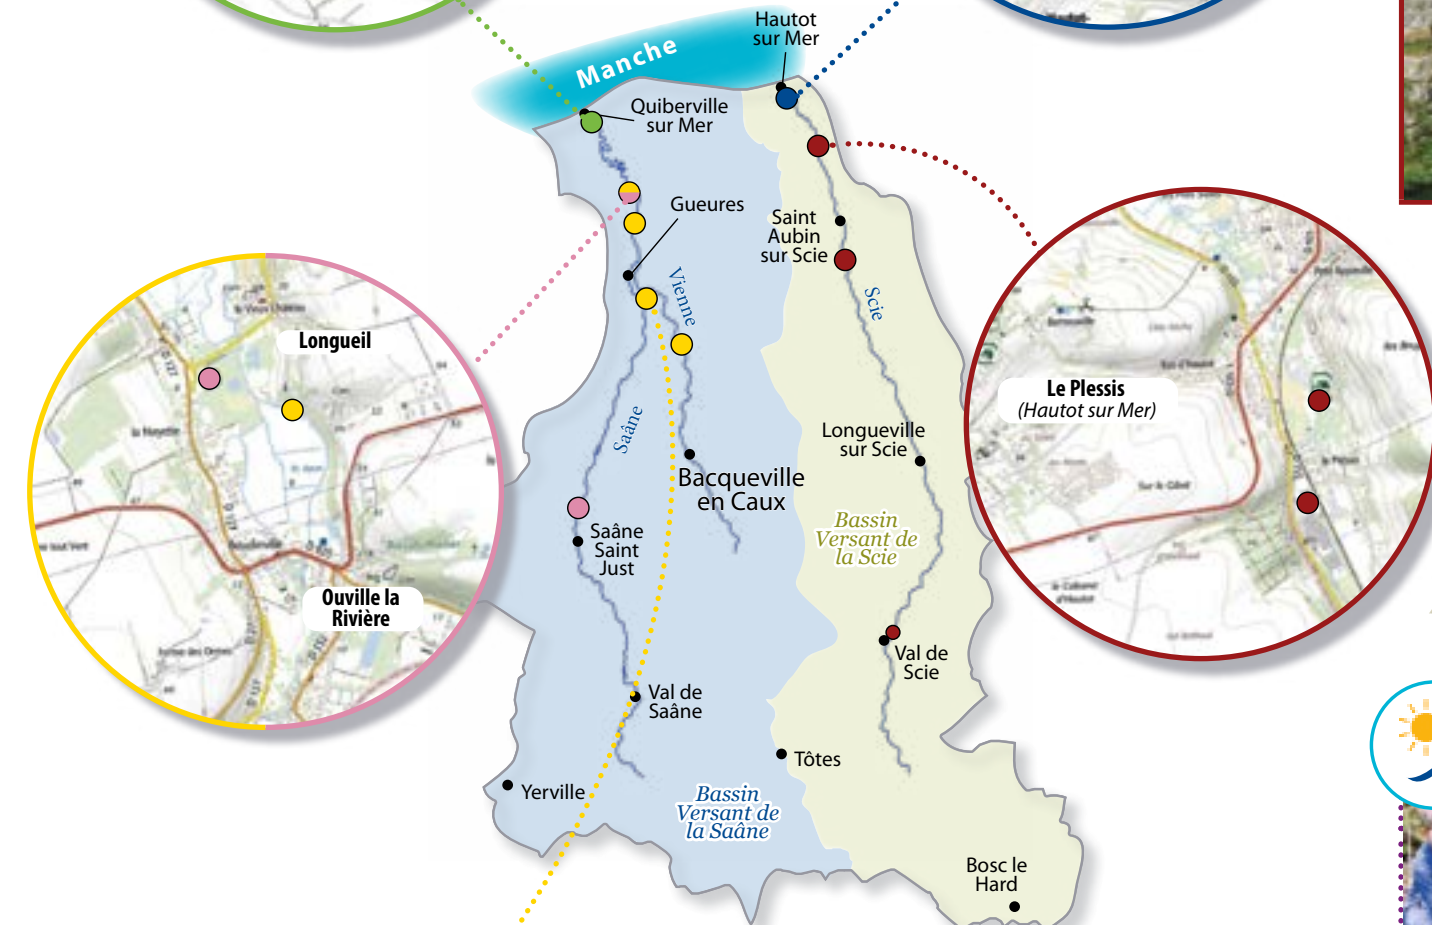 Manche
Hautot
sur Mer
Quiberville
sur Mer
Gueures
Saint
Aubin
sur Scie
Vienne
Scie
Longueil
Le Plessis
(Hautot sur Mer)
Saâne
Longueville
sur Scie
Bacqueville
en Caux
Bassin
Versant de
la Scie
Saâne
Saint
Just
Ouville la
Rivière
Val de
Scie
Val de
Saâne
Tôtes
Yerville
Bassin
Versant de
la Saâne
Bosc le
Hard